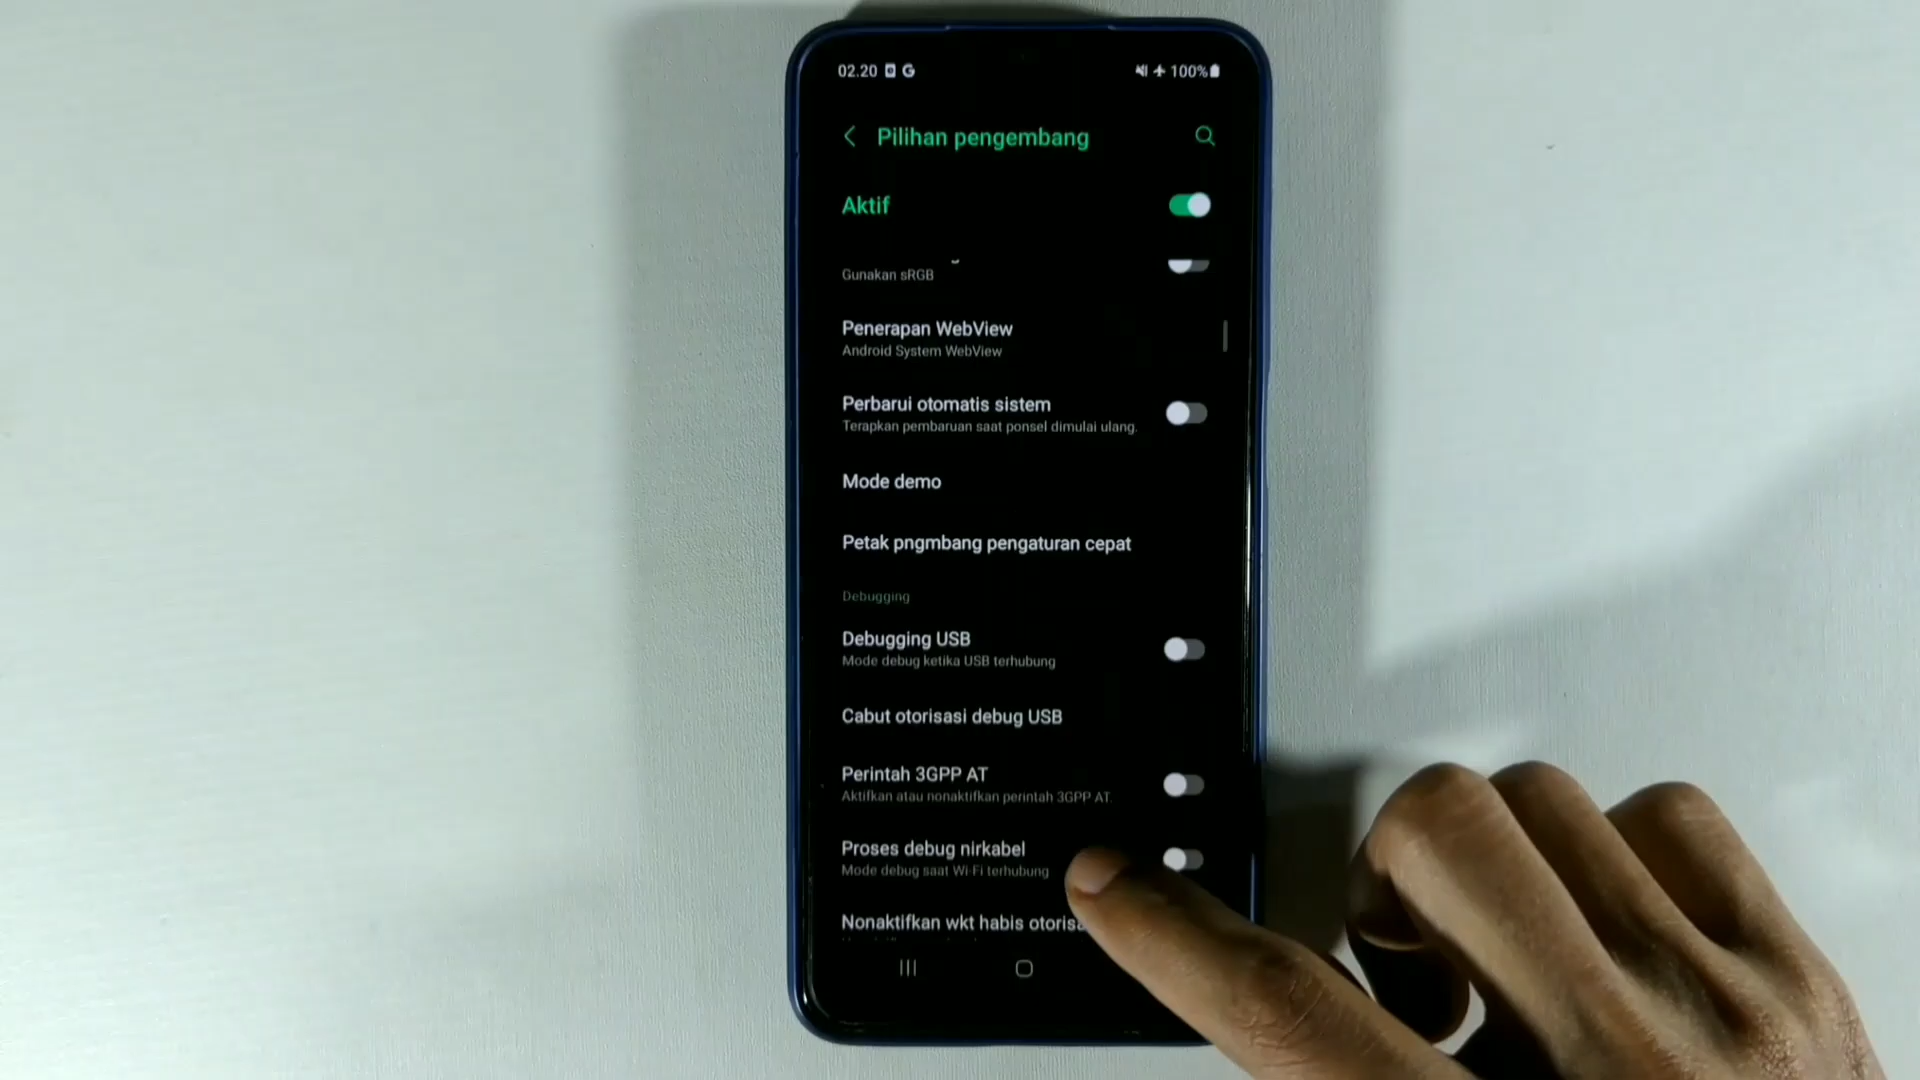 02.20
100%
Pilihan pengembang
Aktif
Gunakan sRGB
Penerapan WebView
Android System WebView
Perbarui otomatis sistem
Terapkan pembaruan saat ponsel dimulai ulang.
Mode demo
Petak pngmbang pengaturan cepat
Debugging
Debugging USB
Mode debug ketika USB terhubung
Cabut otorisasi debug USB
Perintah 3GPP AT
Aktifkan atau nonaktifkan perintah 3GPP AT.
Proses debug nirkabel
Mode debug saat Wi-Fi terhubung
Nonaktifkan wkt habis otorisa